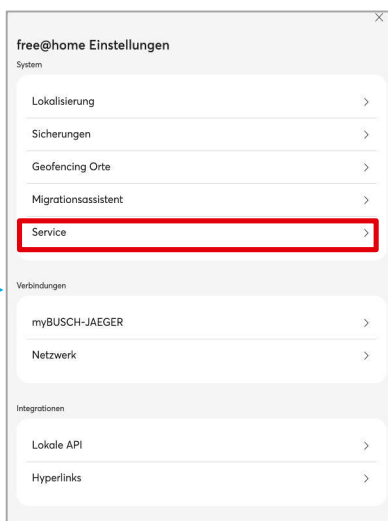 free@home Einstellungen
System
Lokalisierung
Sicherungen
Geofencing Orte
Migrationsassistent
Service
Verbindungen
myBUSCH-JAEGER
Netzwerk
Integrationen
Lokale API
Hyperlinks